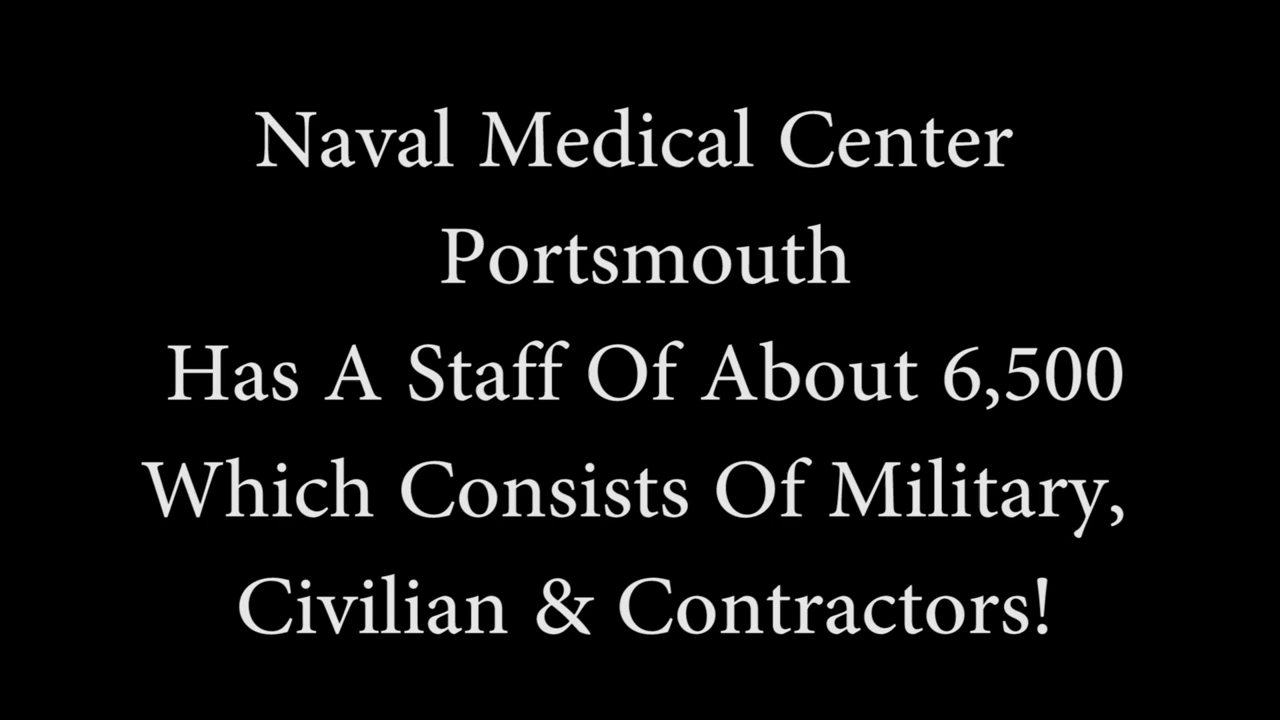 Naval Medical Center
Portsmouth
Has A Staff Of About 6,500
Which Consists Of Military,
Civilian & Contractors!